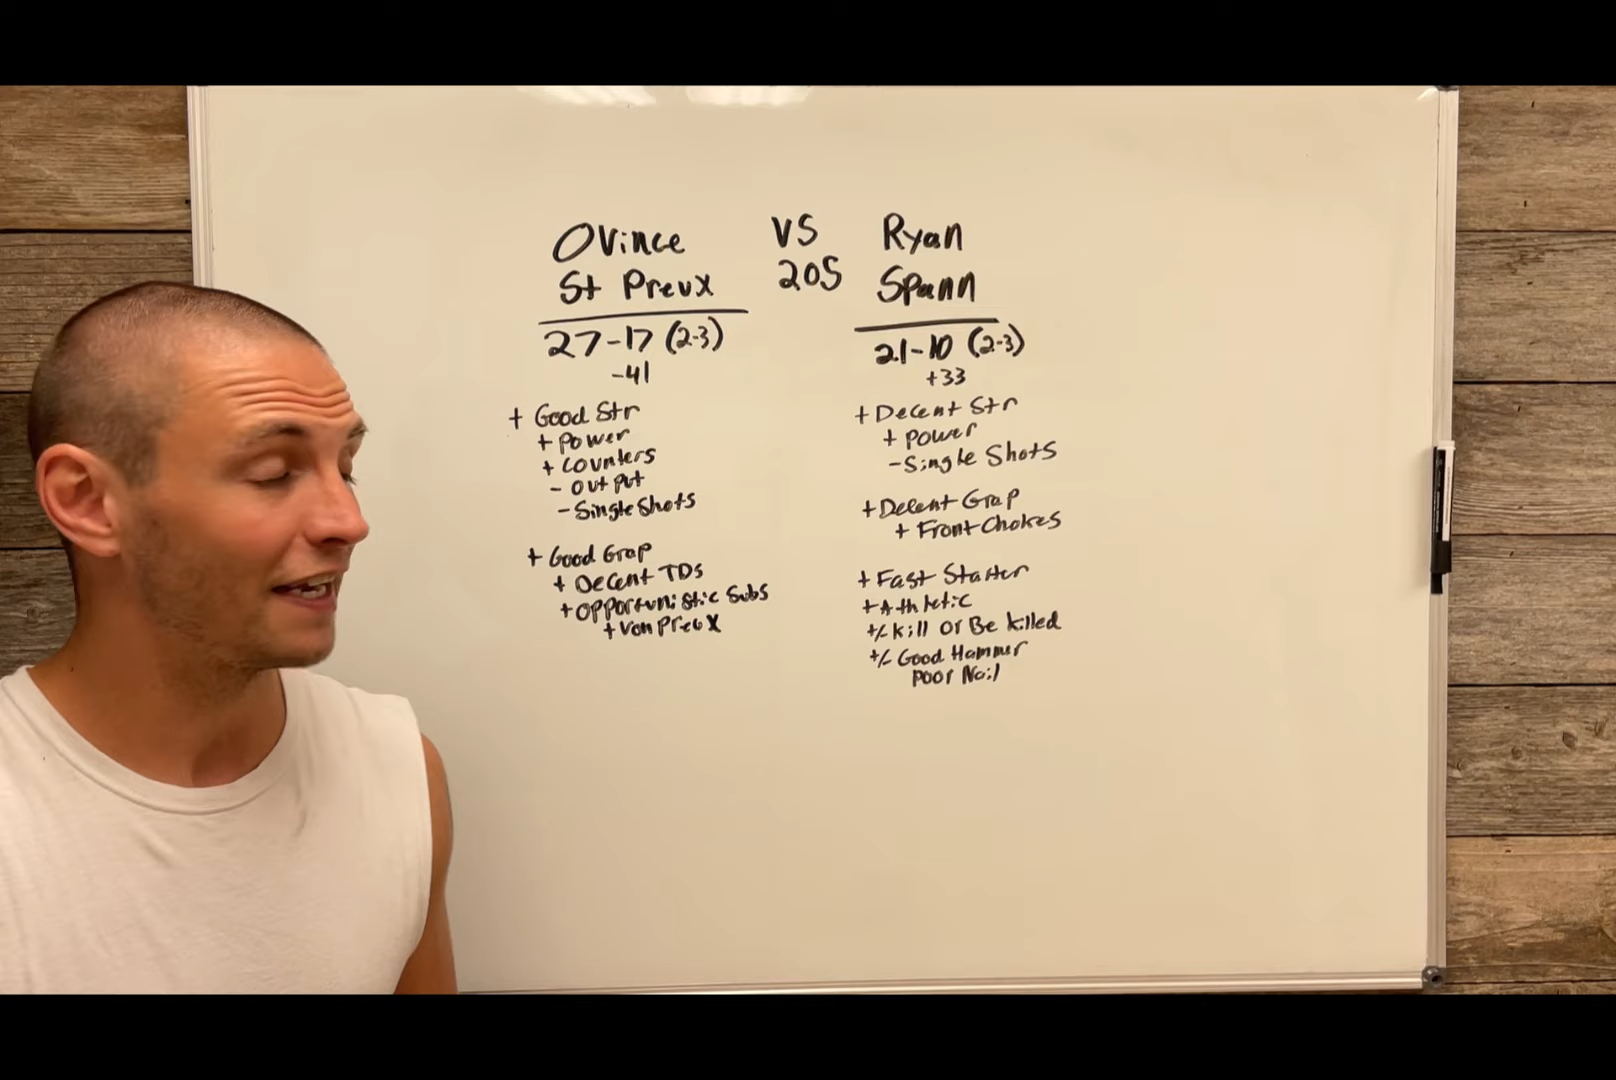 Ovince
St Preux
27-17 (2-3)
-41
+ Good Str
+ Power
+ Counters
- Output
- Single Shots
+ Good Grap
+ Decent TDs
+ Opportunistic Subs
+ Von Preux
VS
205
Ryan
Spann
21-10 (2-3)
+33
+ Decent Str
+ Power
- Single Shots
+ Decent Grap
+ Front Chokes
+ Fast Starter
+ Athletic
+/- Kill or Be Killed
+/- Good Hammer
Poor Nail